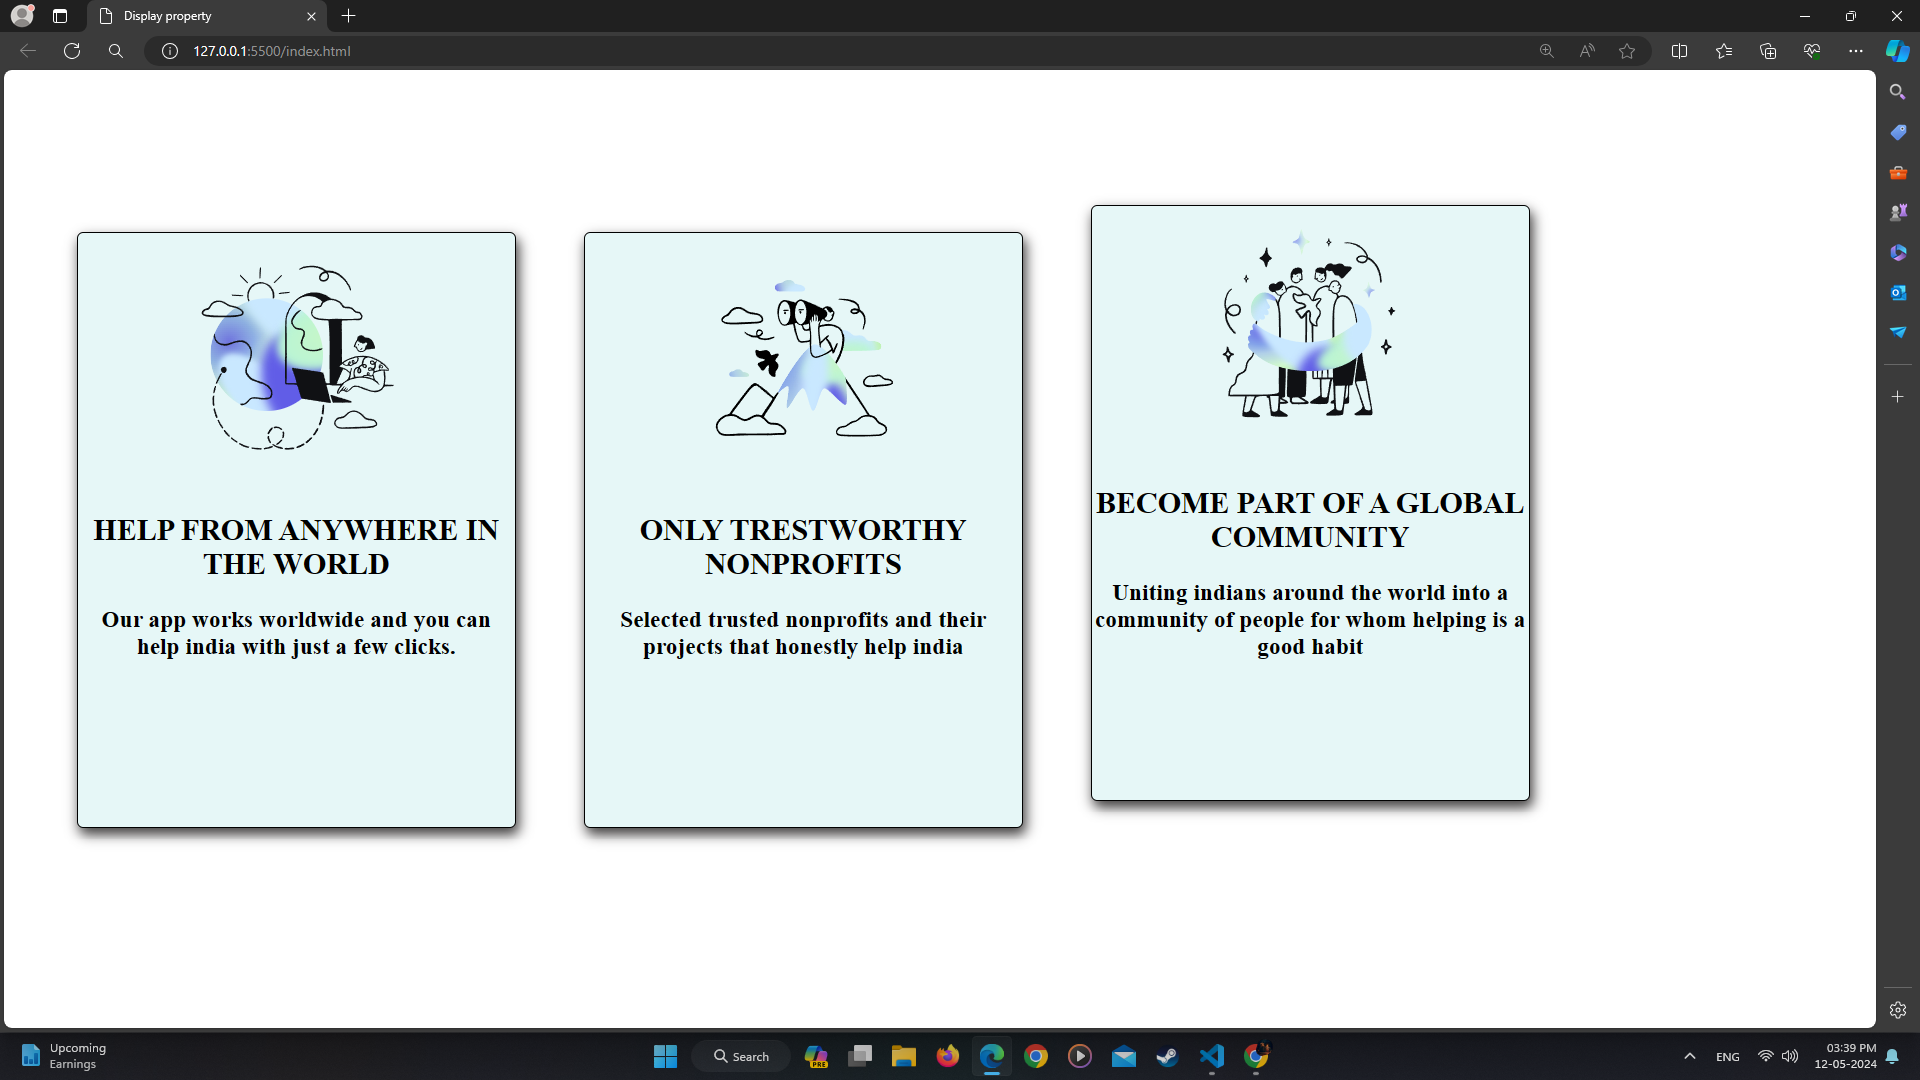 Display property
127.0.0.1:5500/index.html
HELP FROM ANYWHERE IN
THE WORLD
Our app works worldwide and you can
help india with just a few clicks.
ONLY TRESTWORTHY
NONPROFITS
Selected trusted nonprofits and their
projects that honestly help india
BECOME PART OF A GLOBAL
COMMUNITY
Uniting indians around the world into a
community of people for whom helping is a
good habit
Upcoming
Earnings
Search
PRE
ENG
03:39 PM
12-05-2024